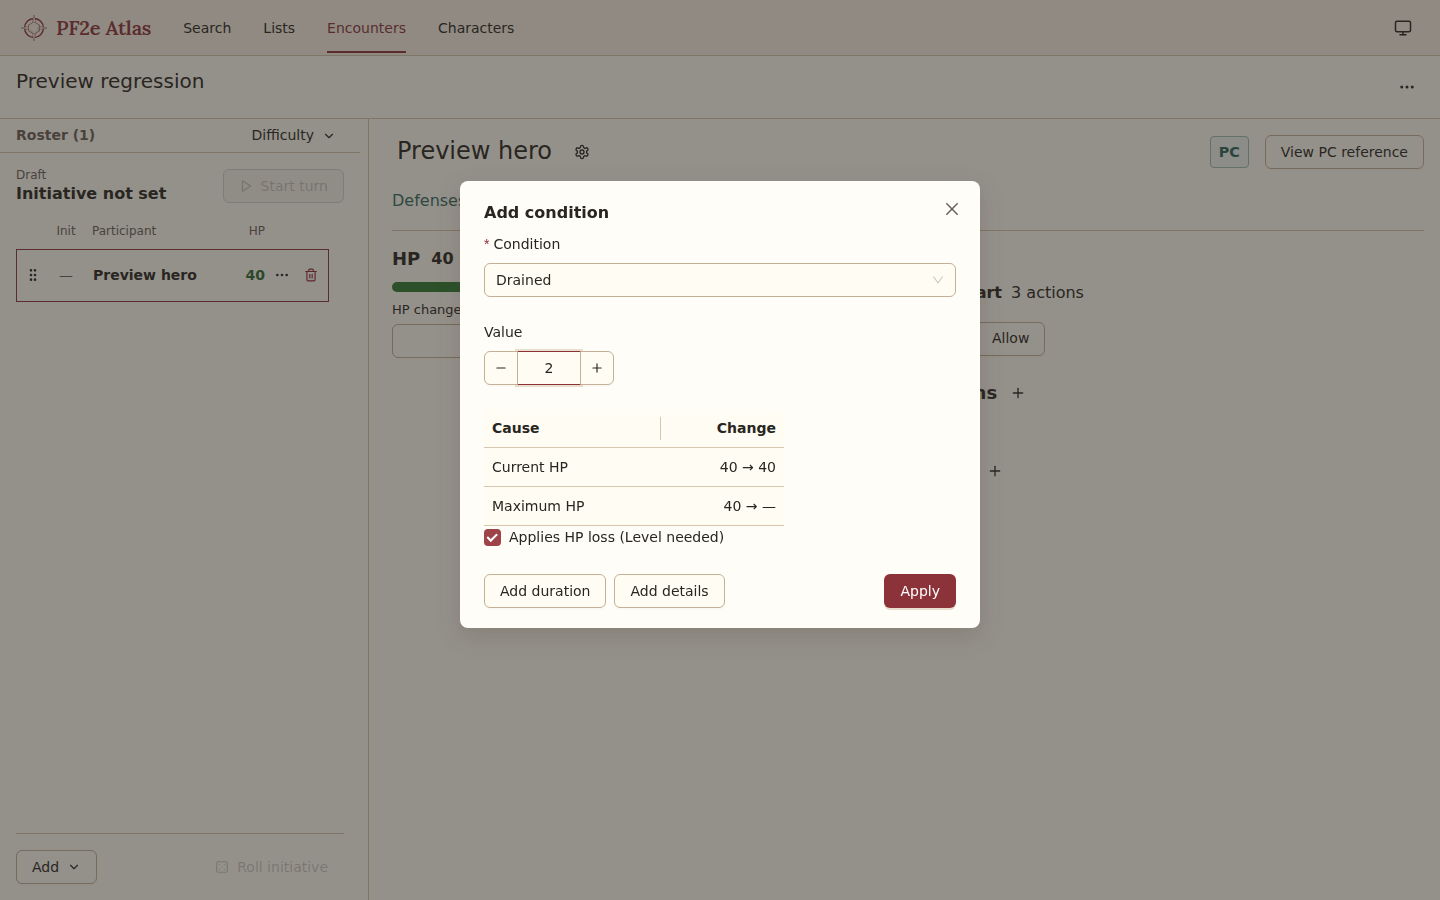 PF2e Atlas
Search
Lists
Encounters
Characters
Preview regression
Roster (1)
Difficulty
Draft
Initiative not set
Start turn
Init
Participant
HP
—
Preview hero
40
Add
Roll initiative
Preview hero
PC
View PC reference
Defenses
HP 40
HP change
3 actions
Allow
Add condition
* Condition
Drained
Value
2
Cause
Change
Current HP
40 → 40
Maximum HP
40 → —
Applies HP loss (Level needed)
Add duration
Add details
Apply